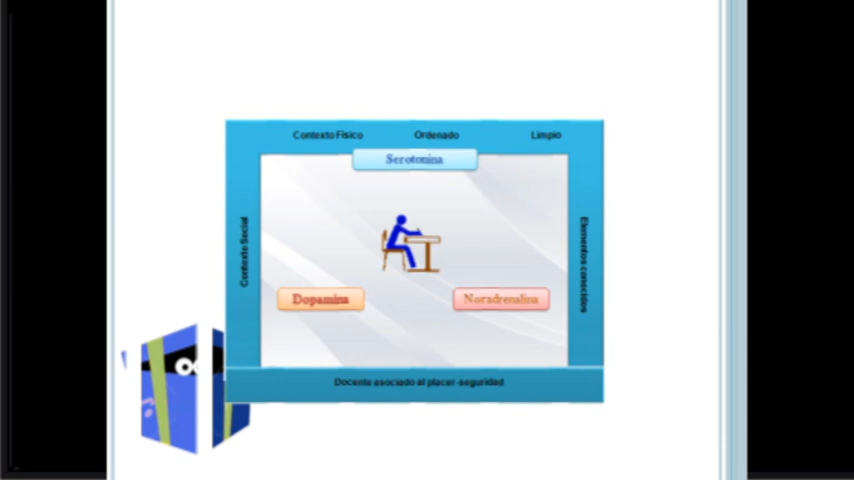 Contexto Físico Ordenado Limpio
Serotonina
Contexto Social
Elementos conocidos
Dopamina Noradrenalina
Docente asociado al placer-seguridad